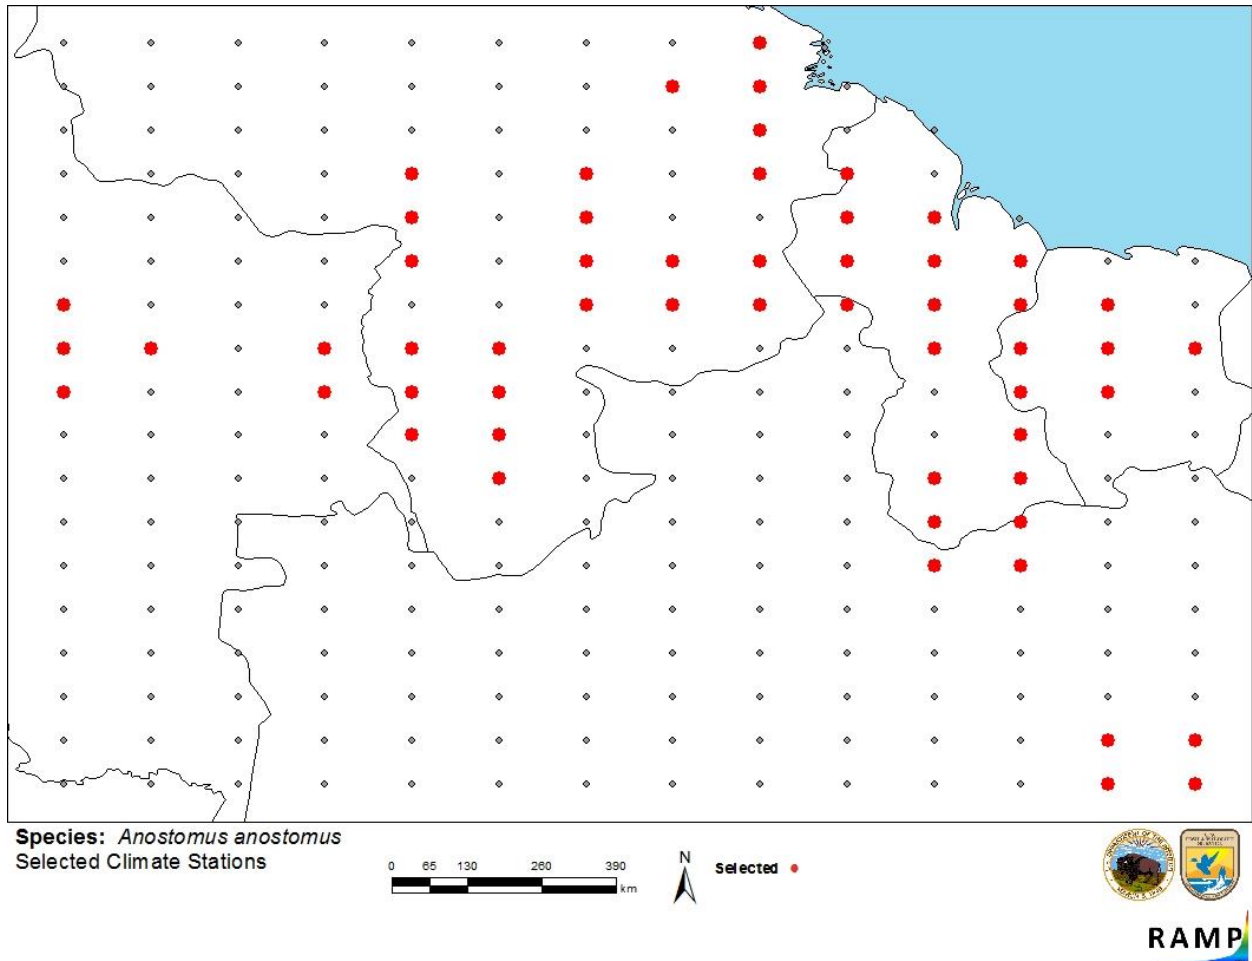 Species: Anostomus anostomus
Selected Climate Stations
0 65 130 260 390
km
N
Selected
RAMP